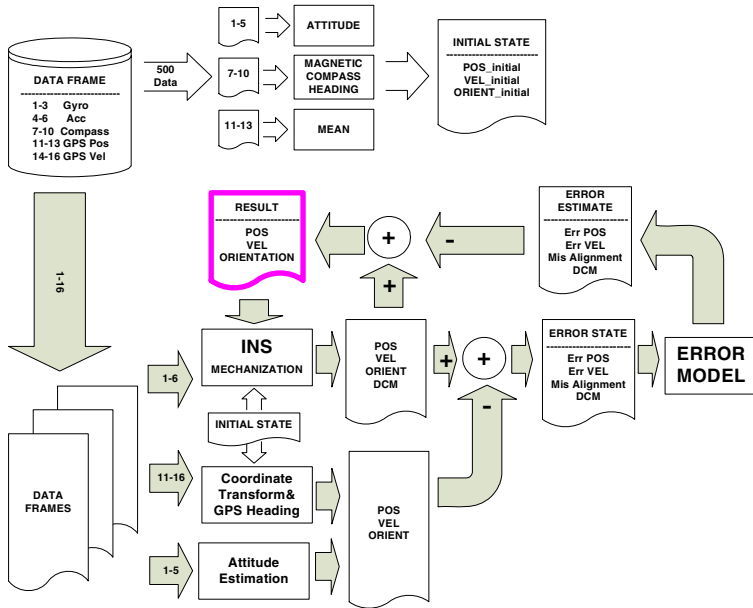 1-5
ATTITUDE
INITIAL STATE
POS_initial
VEL_initial
ORIENT_initial
DATA FRAME
1-3 Gyro
4-6 Acc
7-10 Compass
11-13 GPS Pos
14-16 GPS Vel
500
Data
7-10
MAGNETIC
COMPASS
HEADING
11-13
MEAN
1-16
RESULT
POS
VEL
ORIENTATION
+
-
ERROR
ESTIMATE
Err POS
Err VEL
Mis Alignment
DCM
+
INS
MECHANIZATION
1-6
POS
VEL
ORIENT
DCM
+
+
-
ERROR STATE
Err POS
Err VEL
Mis Alignment
DCM
ERROR
MODEL
INITIAL STATE
DATA
FRAMES
11-16
Coordinate
Transform&
GPS Heading
POS
VEL
ORIENT
1-5
Attitude
Estimation